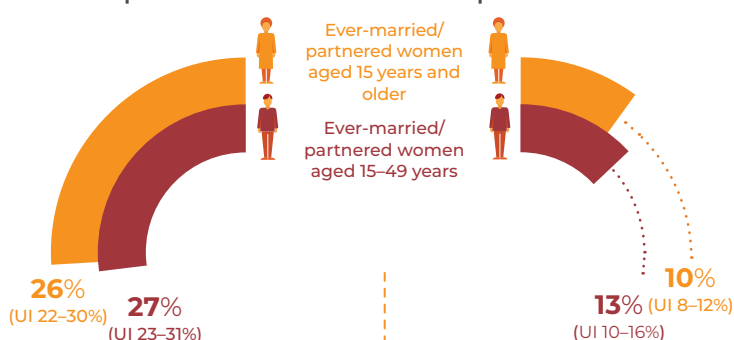 Ever-married/
partnered women
aged 15 years and
older
Ever-married/
partnered women
aged 15–49 years
26%
(UI 22–30%)
27%
(UI 23–31%)
10%
(UI 8–12%)
13%
(UI 10–16%)